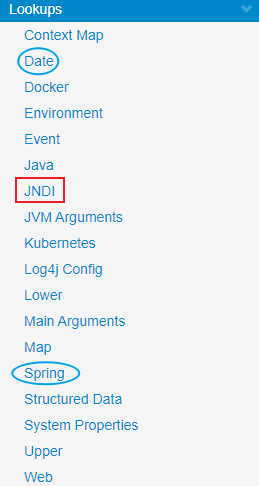 Lookups
Context Map
Date
Docker
Environment
Event
Java
JNDI
JVM Arguments
Kubernetes
Log4j Config
Lower
Main Arguments
Map
Spring
Structured Data
System Properties
Upper
Web